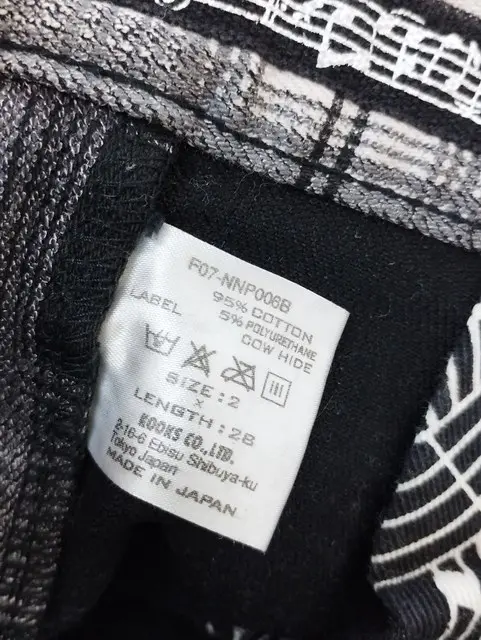 F07-NNP006B
95% COTTON
5% POLYURETHANE
LABEL COW HIDE
SIZE:2
x
LENGTH:28
KOOKS CO.,LTD.
2-16-6 Ebisu Shibuya-ku
Tokyo Japan
MADE IN JAPAN